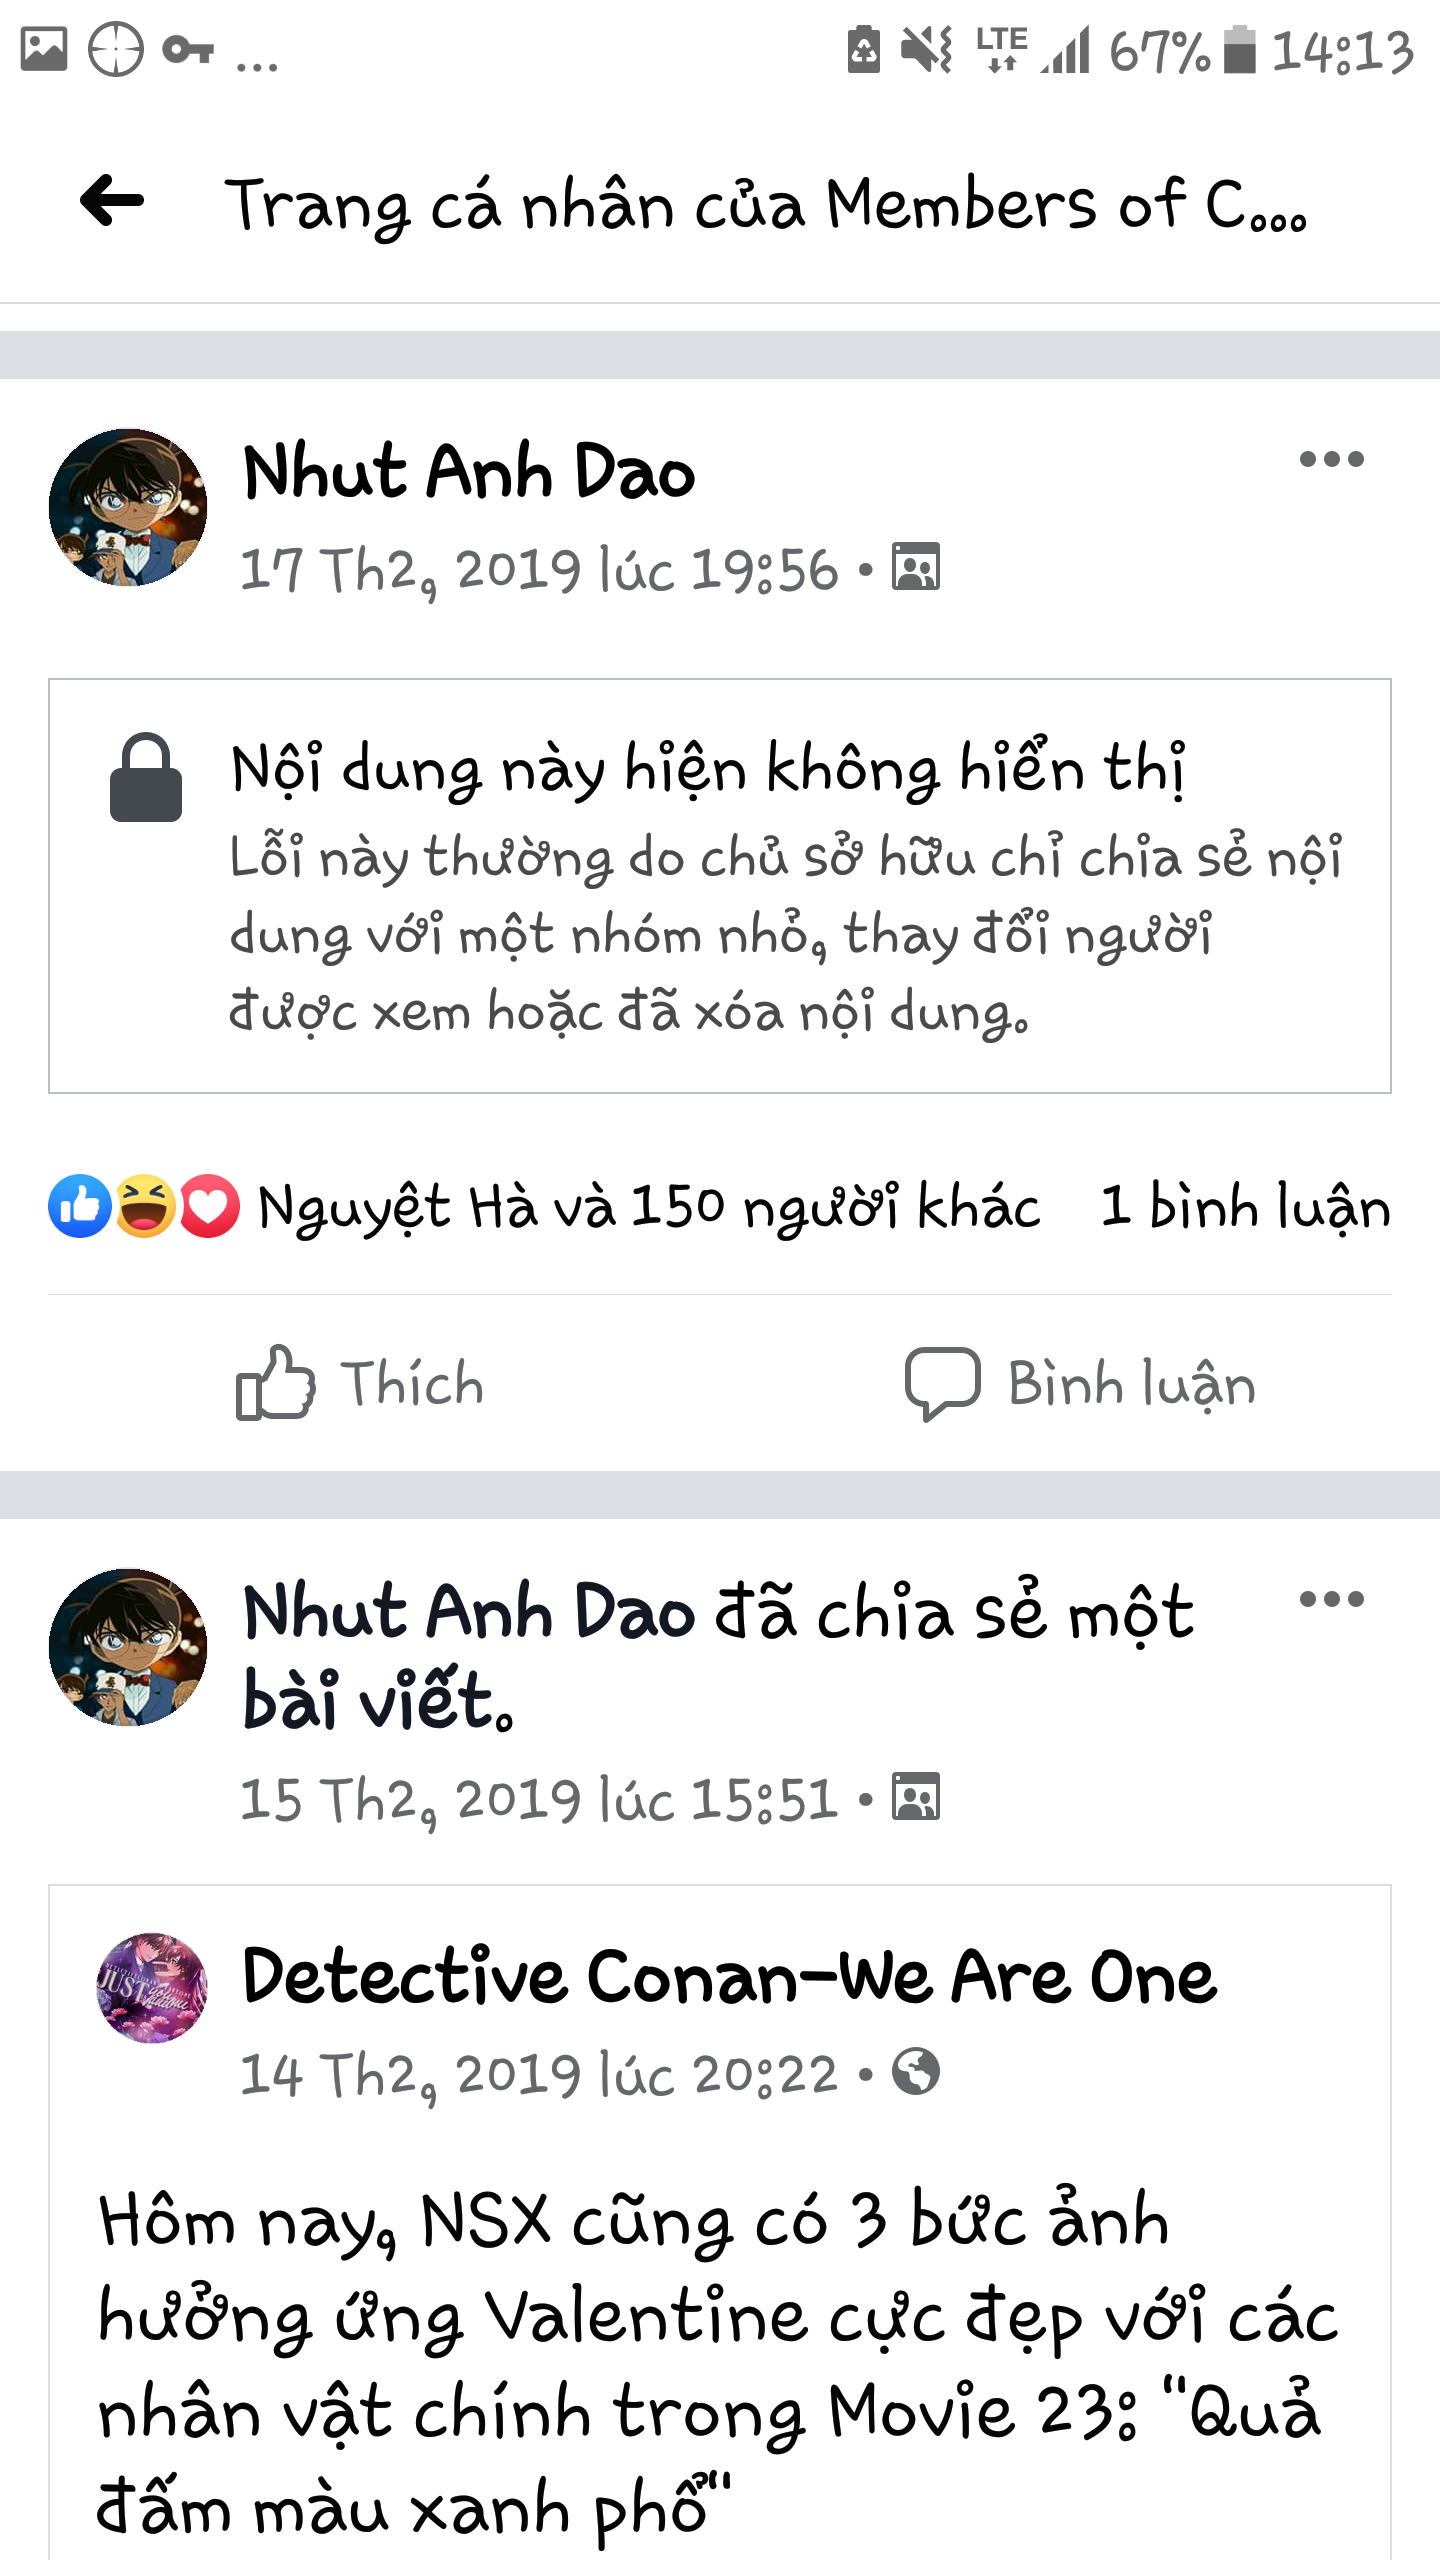 ... LTE 67% 14:13
Trang cá nhân của Members of C...
Nhut Anh Dao
17 Th2, 2019 lúc 19:56 •
Nội dung này hiện không hiển thị
Lỗi này thường do chủ sở hữu chỉ chia sẻ nội
dung với một nhóm nhỏ, thay đổi người
được xem hoặc đã xóa nội dung.
Nguyệt Hà và 150 người khác 1 bình luận
Thích Bình luận
Nhut Anh Dao đã chia sẻ một
bài viết.
15 Th2, 2019 lúc 15:51 •
JUST
Detective Conan-We Are One
14 Th2, 2019 lúc 20:22 •
Hôm nay, NSX cũng có 3 bức ảnh
hưởng ứng Valentine cực đẹp với các
nhân vật chính trong Movie 23: "Quả
đấm màu xanh phổ"